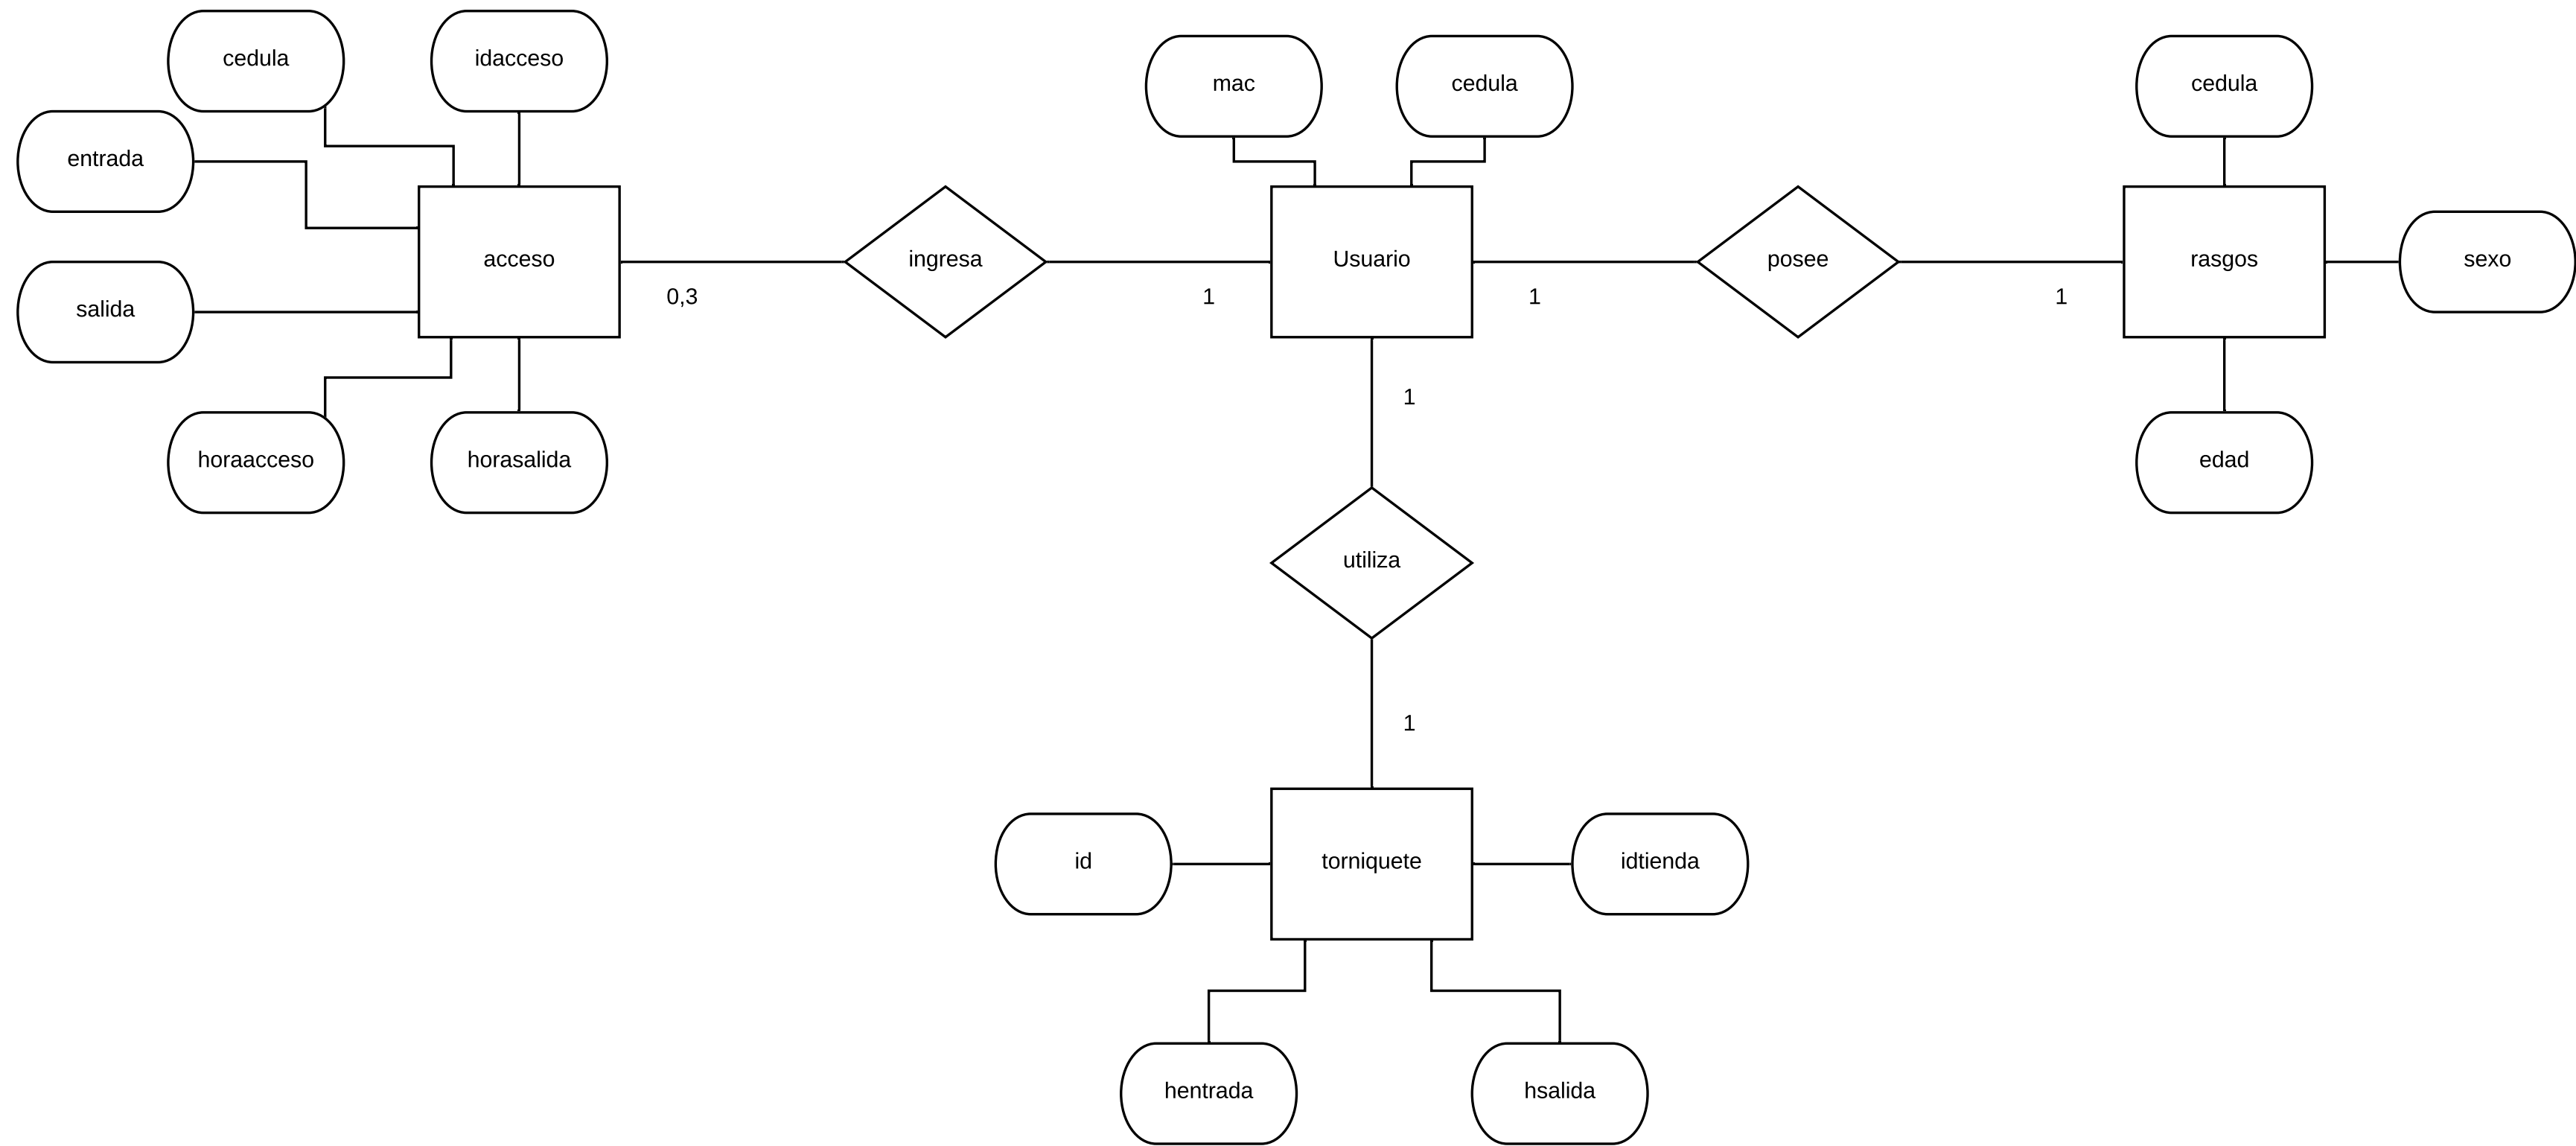 cedula
idacceso
mac
cedula
cedula
entrada
acceso
ingresa
Usuario
posee
rasgos
sexo
0,3
1
1
1
salida
1
horaacceso
horasalida
edad
utiliza
1
id
torniquete
idtienda
hentrada
hsalida